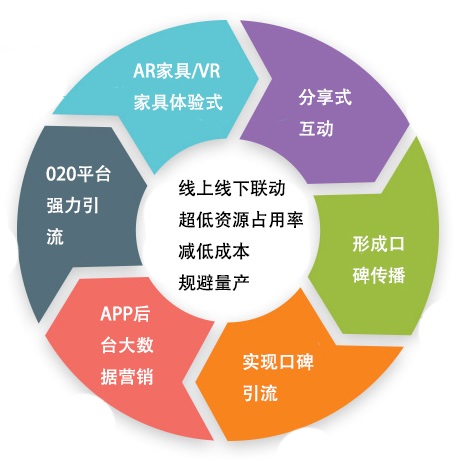 AR家具/VR
家具体验式
分享式
互动
形成口
碑传播
实现口碑
引流
APP后
台大数
据营销
020平台
强力引
流
线上线下联动
超低资源占用率
减低成本
规避量产